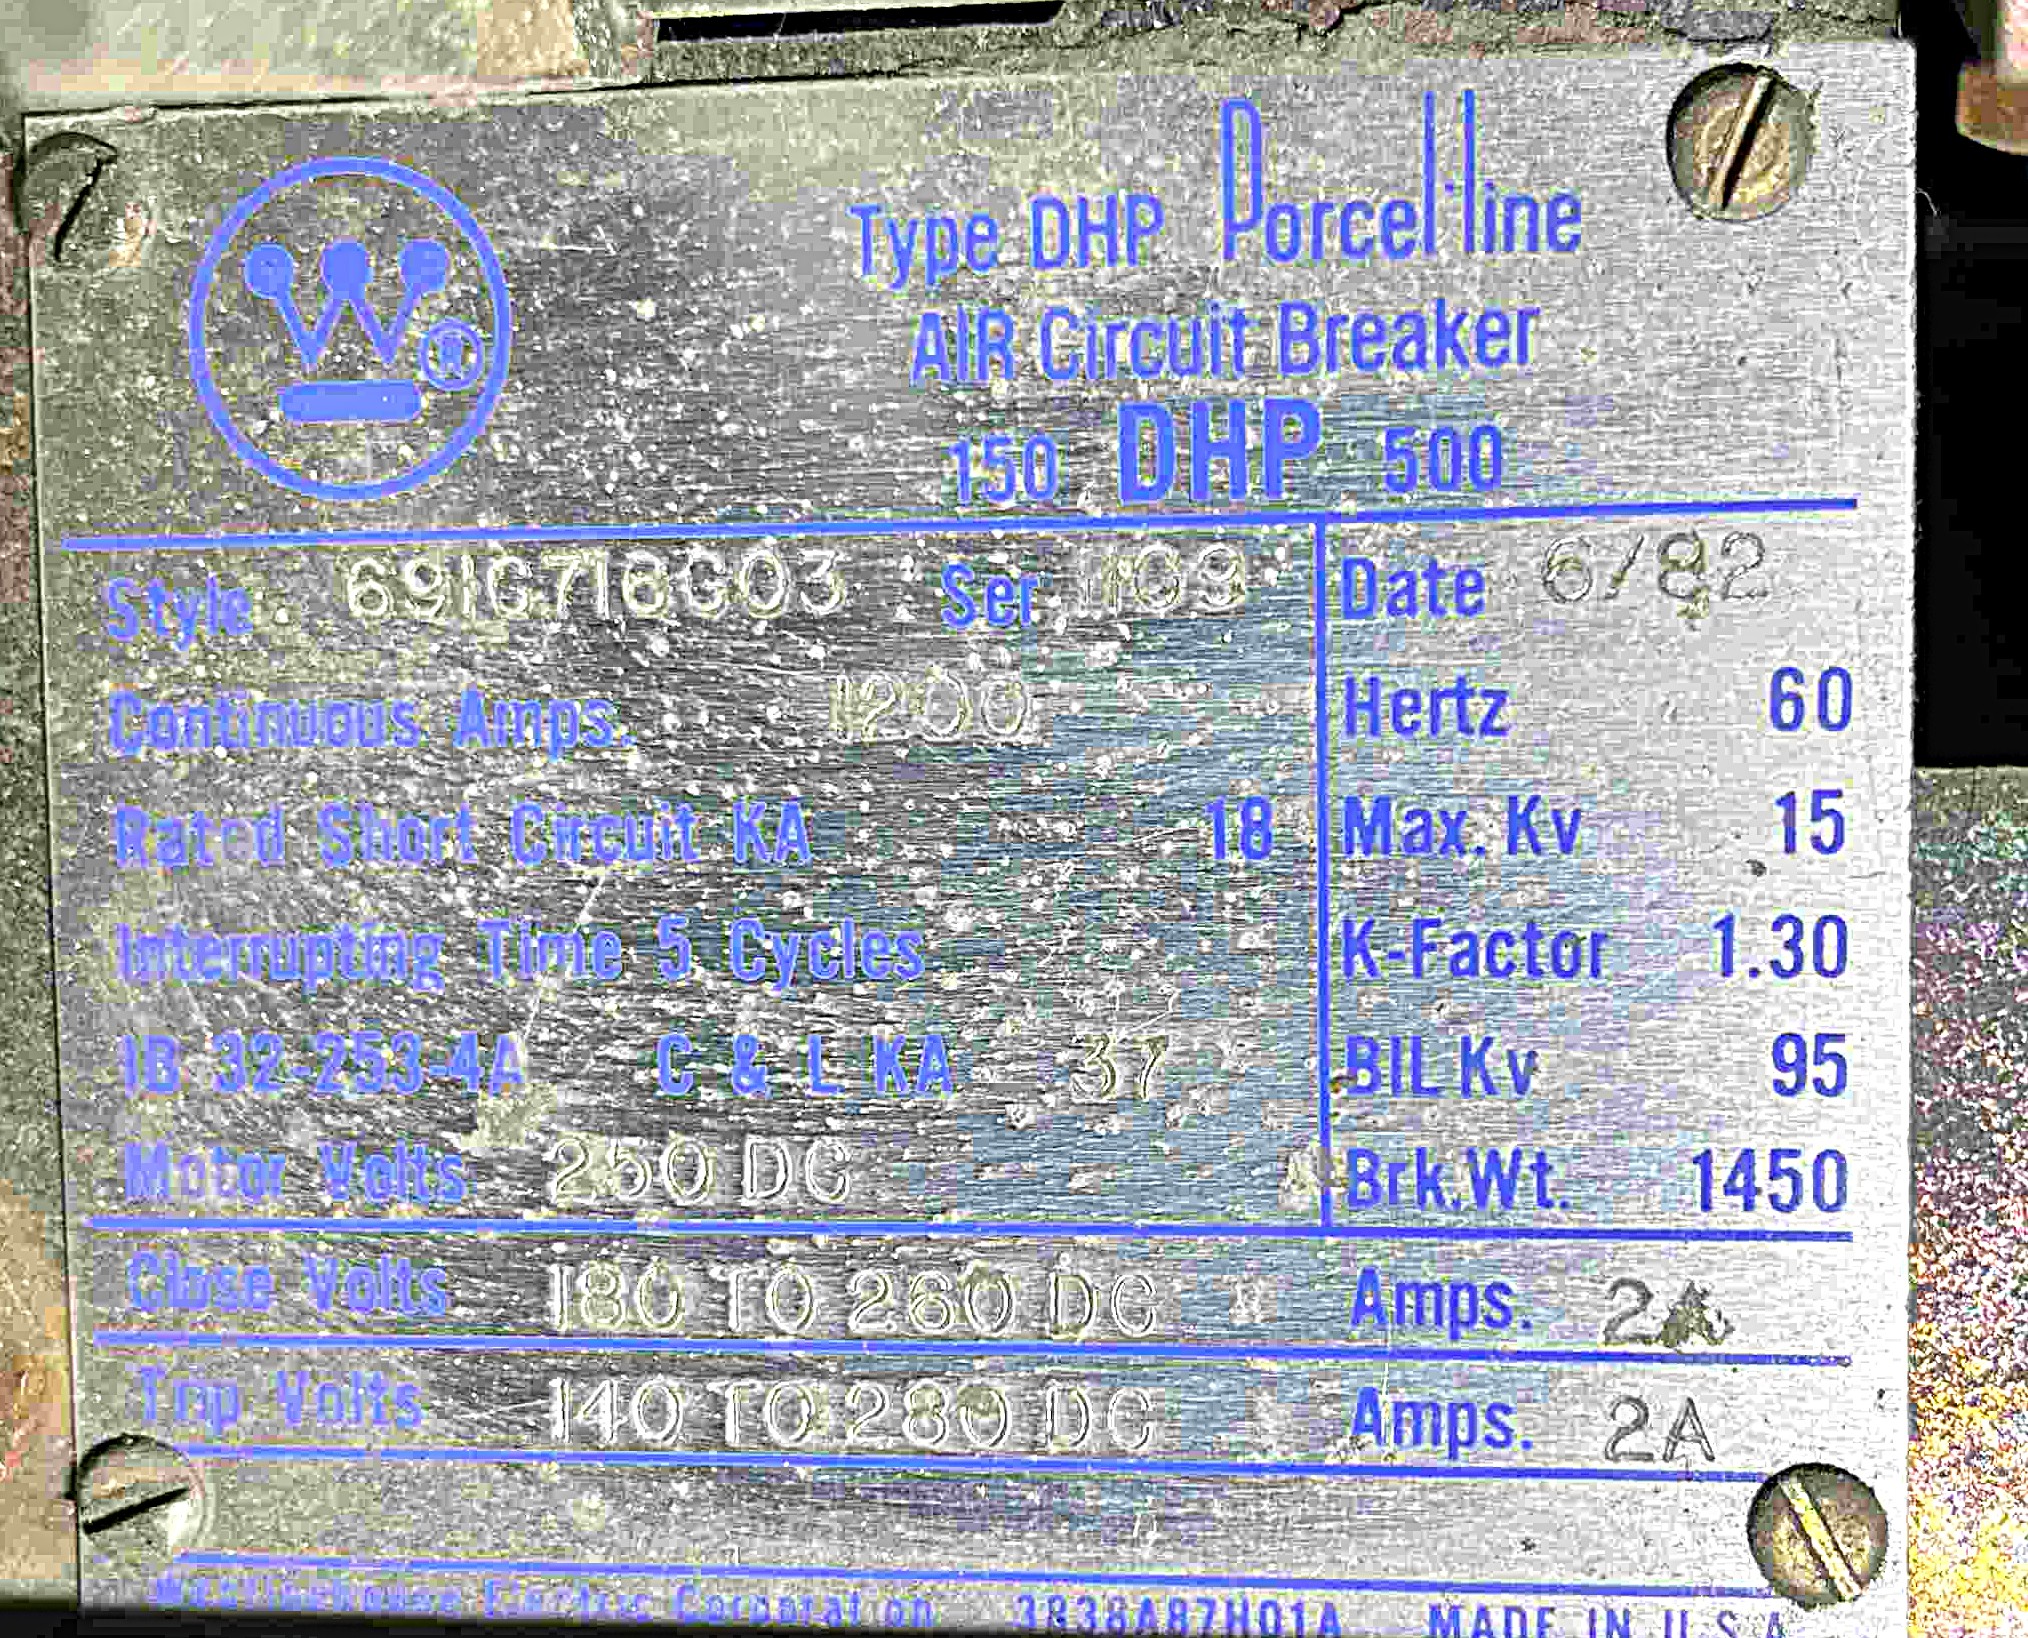 Type DHP Porcel-line
AIR Circuit Breaker
150 DHP 500
Style 691C716G03 Ser. Date 6/82
Continuous Amps. 1200 Hertz 60
Rated Short Circuit KA 18 Max. Kv 15
Interrupting Time 5 Cycles K-Factor 1.30
IB 32-253-4A C & L KA 37 BIL Kv 95
Motor Volts 250 DC Brk.Wt. 1450
Close Volts 180 TO 260 DC Amps. 2A
Trip Volts 140 TO 280 DC Amps. 2A
Westinghouse Electric Corporation 3838A87H01A MADE IN U.S.A.